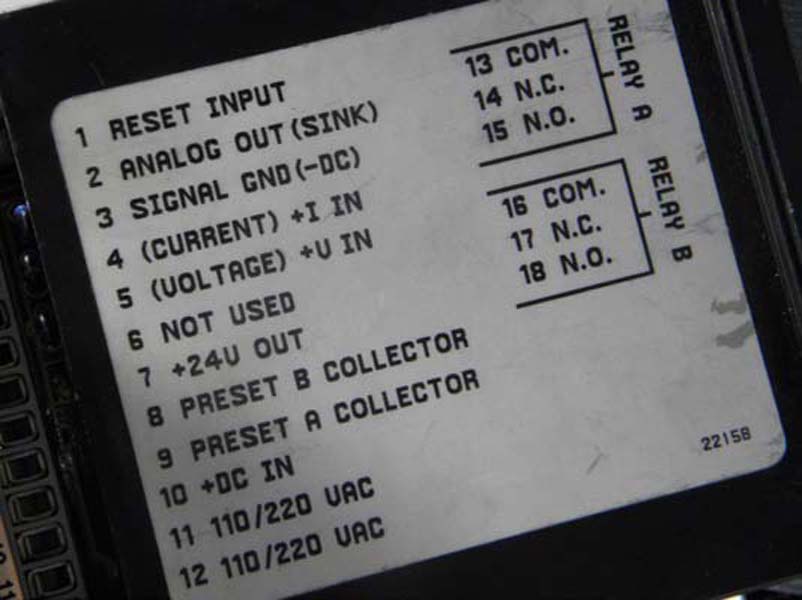 1 RESET INPUT
2 ANALOG OUT(SINK)
3 SIGNAL GND(-DC)
4 (CURRENT) +I IN
5 (VOLTAGE) +V IN
6 NOT USED
7 +24V OUT
8 PRESET B COLLECTOR
9 PRESET A COLLECTOR
10 +DC IN
11 110/220 VAC
12 110/220 VAC
13 COM.
14 N.C.
15 N.O.
RELAY A
16 COM.
17 N.C.
18 N.O.
RELAY B
2215B
11